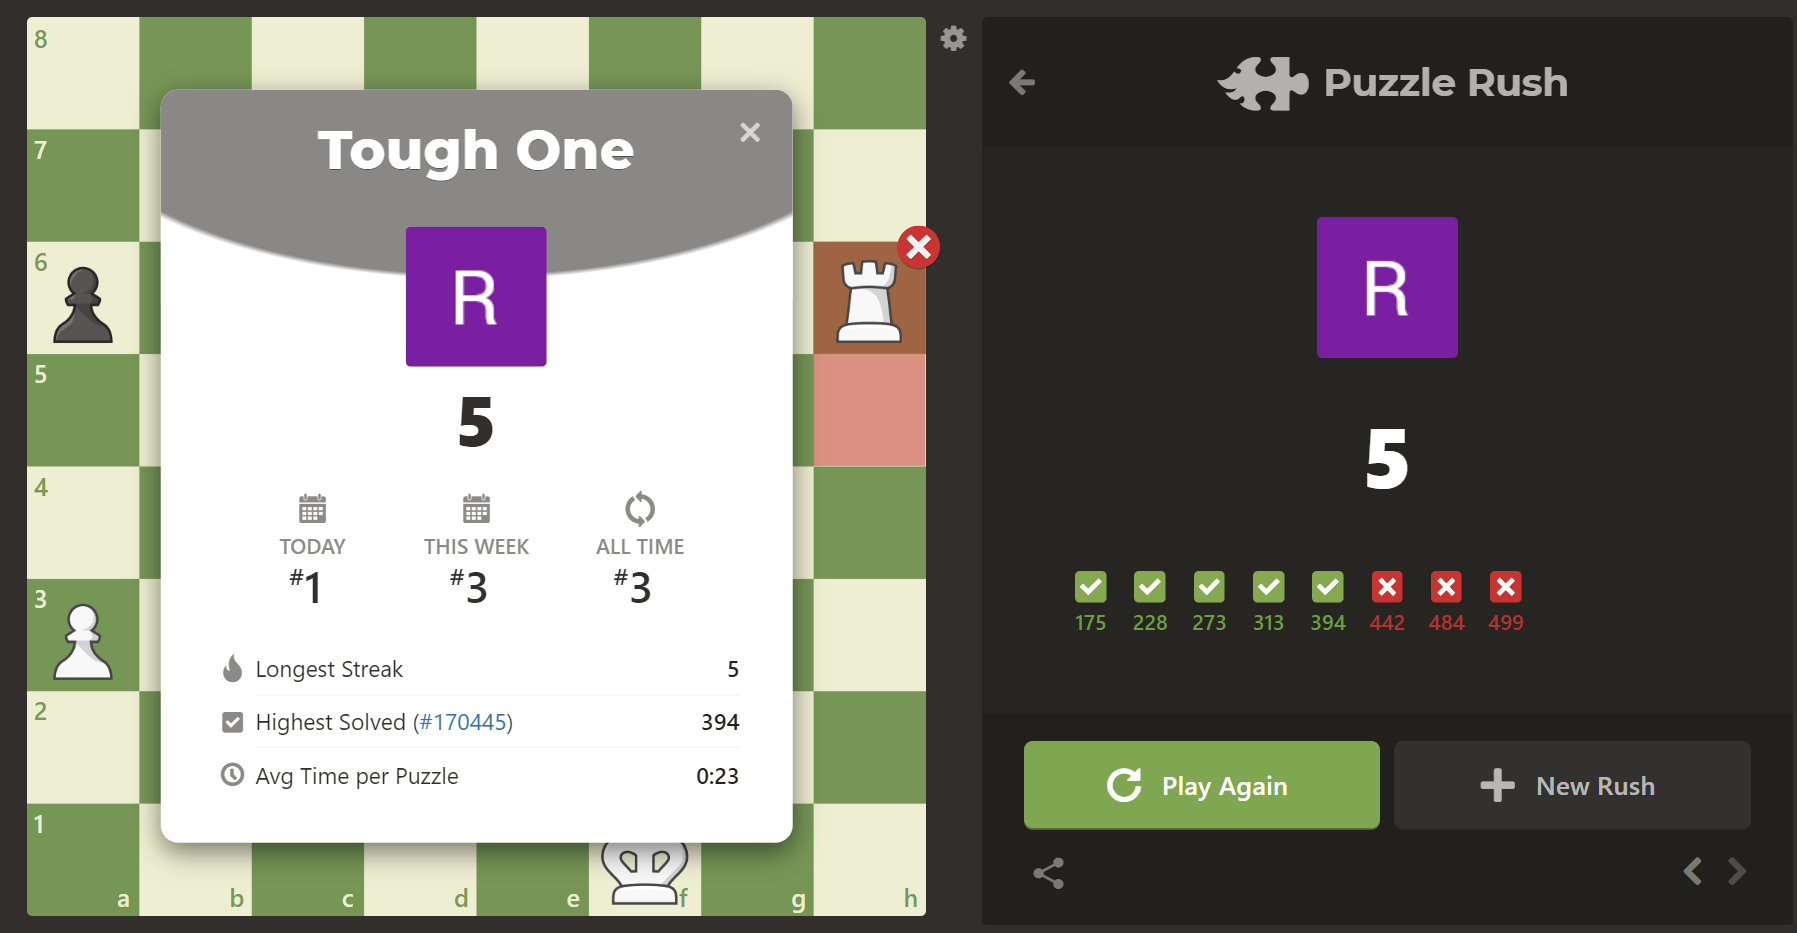 8
7
6
5
4
3
2
1
a b c d e f g h
Tough One
R
5
TODAY THIS WEEK ALL TIME
#1 #3 #3
Longest Streak 5
Highest Solved (#170445) 394
Avg Time per Puzzle 0:23
Puzzle Rush
R
5
175 228 273 313 394 442 484 499
Play Again New Rush